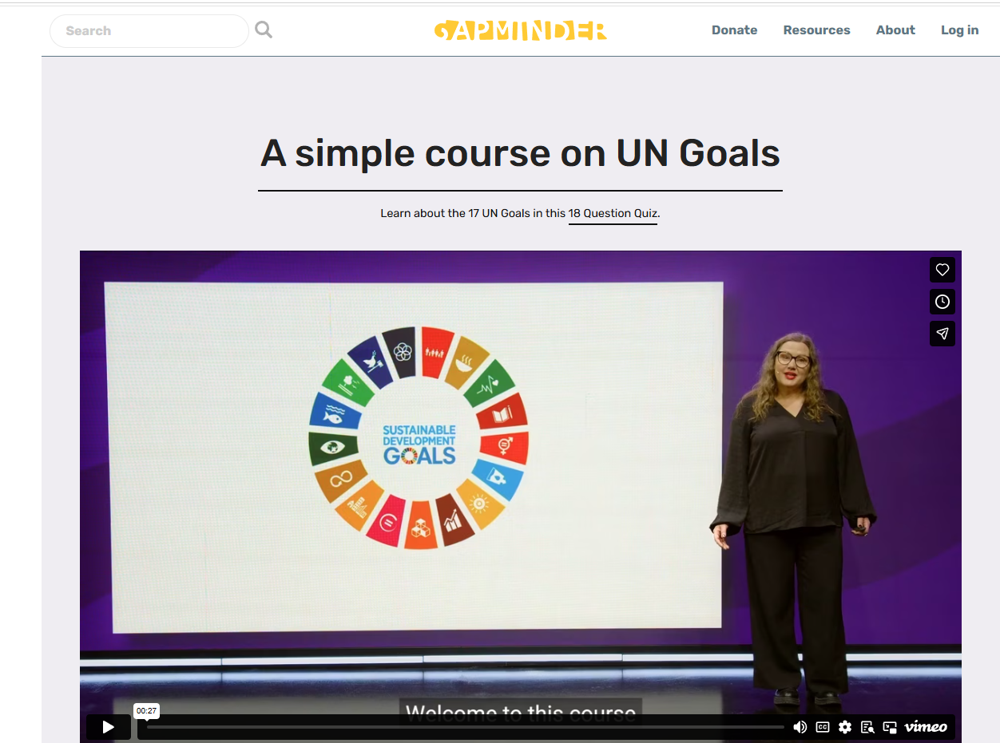 Search
GAPMINDER
Donate
Resources
About
Log in
A simple course on UN Goals
Learn about the 17 UN Goals in this 18 Question Quiz.
SUSTAINABLE
DEVELOPMENT
GOALS
Welcome to this course
00:27
CC
vimeo